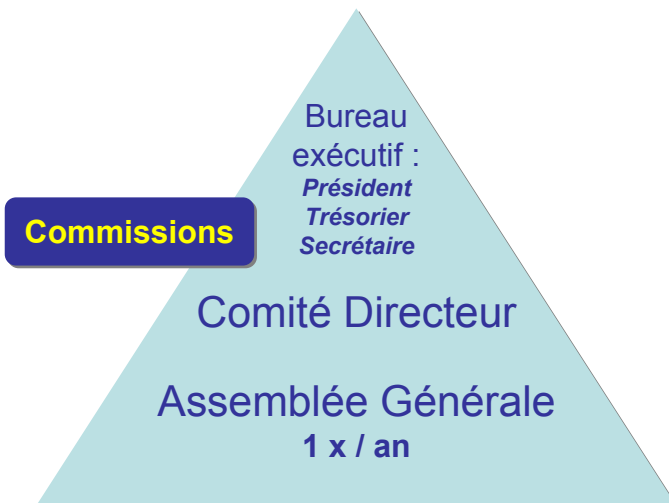 Bureau
exécutif :
Président
Trésorier
Secrétaire
Commissions
Comité Directeur
Assemblée Générale
1 x / an